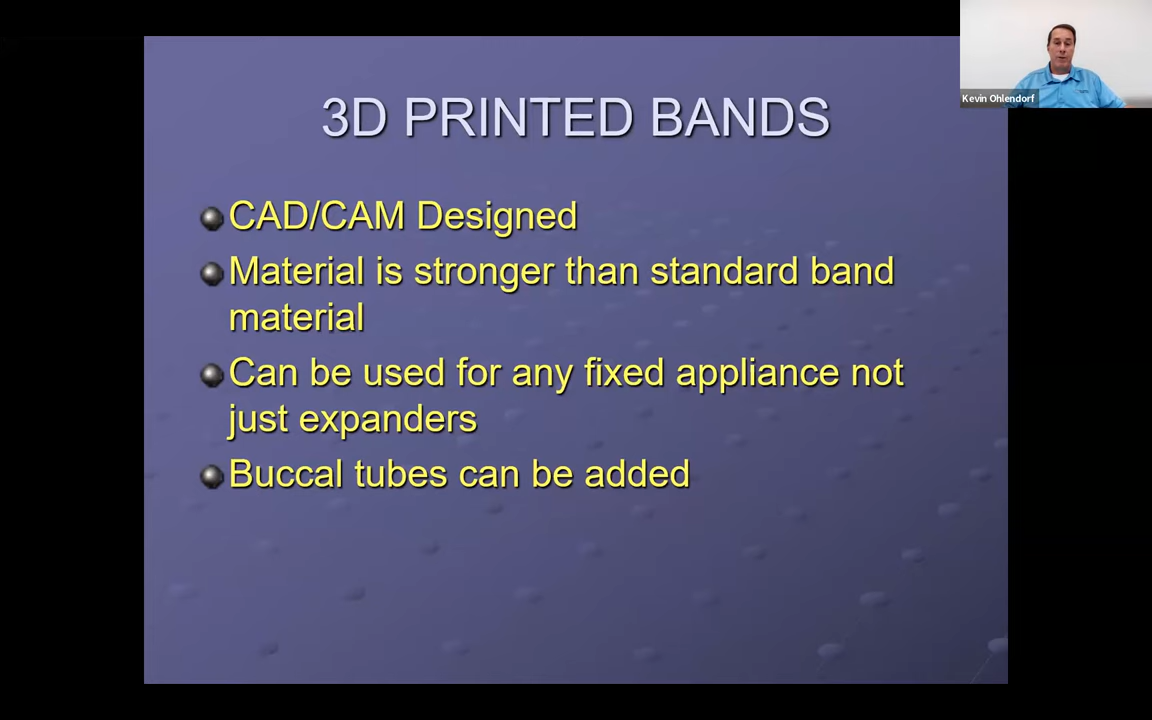 Kevin Ohlendorf
3D PRINTED BANDS
CAD/CAM Designed
Material is stronger than standard band
material
Can be used for any fixed appliance not
just expanders
Buccal tubes can be added